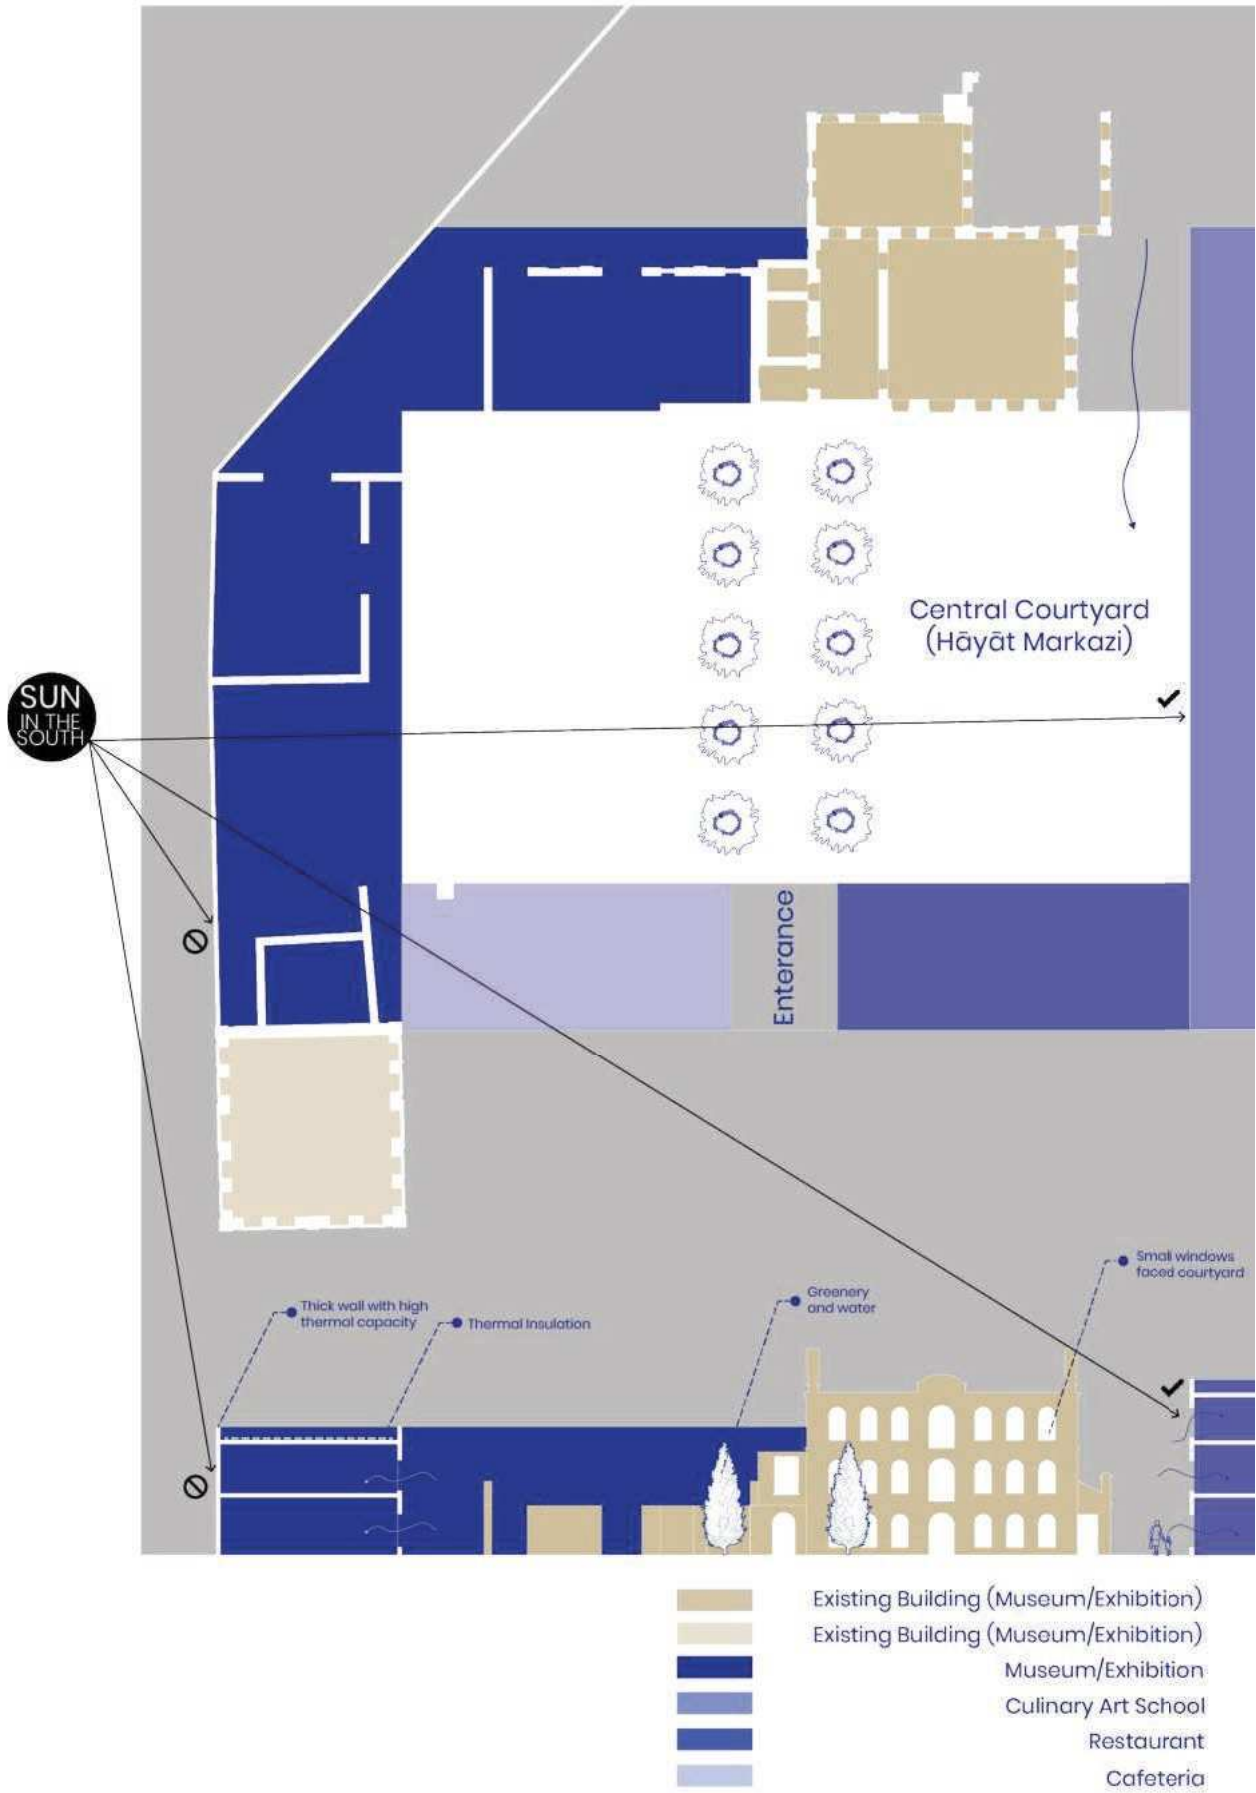 Central Courtyard
(Hāyāt Markazi)
SUN
IN THE
SOUTH
Enterance
Small windows
faced courtyard
Greenery
and water
Thick wall with high
thermal capacity
Thermal Insulation
Existing Building (Museum/Exhibition)
Existing Building (Museum/Exhibition)
Museum/Exhibition
Culinary Art School
Restaurant
Cafeteria